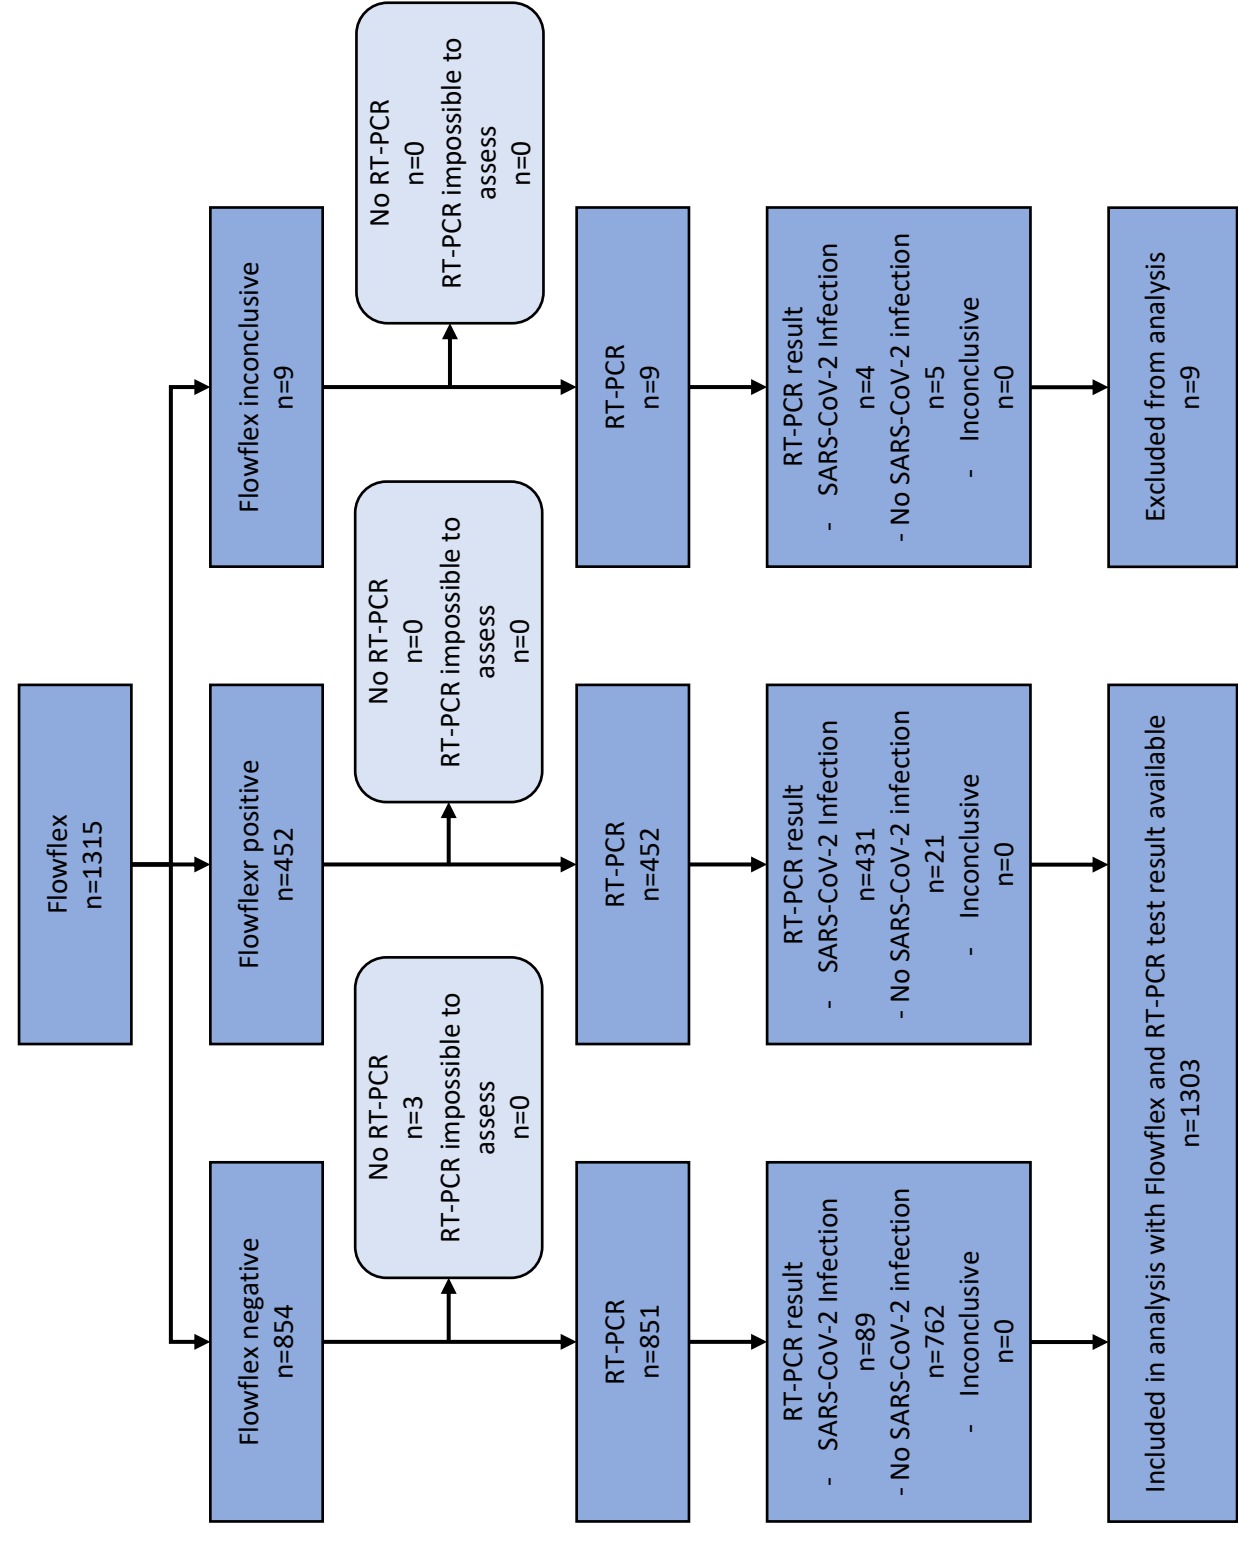 Flowflex
n=1315
Flowflex negative
n=854
Flowflexr positive
n=452
Flowflex inconclusive
n=9
No RT-PCR
n=3
RT-PCR impossible to
assess
n=0
No RT-PCR
n=0
RT-PCR impossible to
assess
n=0
No RT-PCR
n=0
RT-PCR impossible to
assess
n=0
RT-PCR
n=851
RT-PCR
n=452
RT-PCR
n=9
RT-PCR result
- SARS-CoV-2 Infection
n=89
- No SARS-CoV-2 infection
n=762
- Inconclusive
n=0
RT-PCR result
- SARS-CoV-2 Infection
n=431
- No SARS-CoV-2 infection
n=21
- Inconclusive
n=0
RT-PCR result
- SARS-CoV-2 Infection
n=4
- No SARS-CoV-2 infection
n=5
- Inconclusive
n=0
Included in analysis with Flowflex and RT-PCR test result available
n=1303
Excluded from analysis
n=9